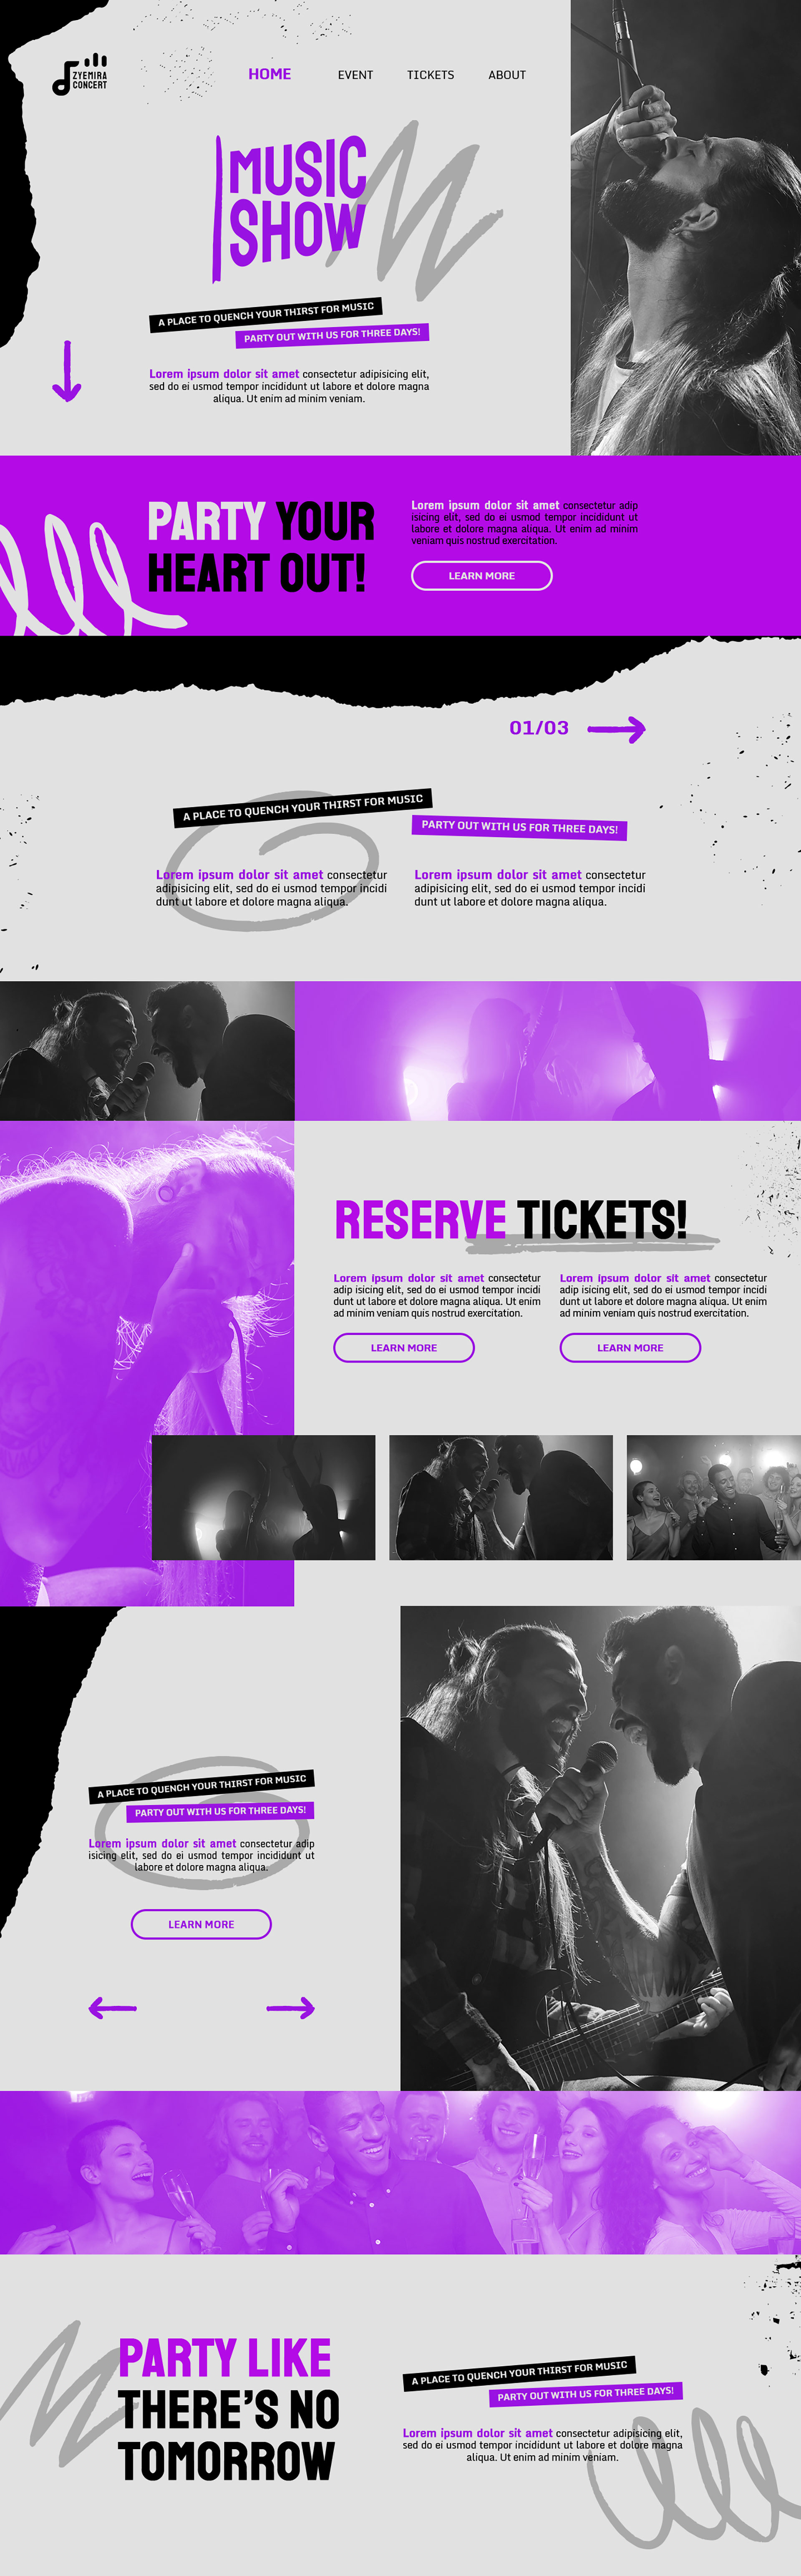 ZYEMIRA
CONCERT
HOME
EVENT
TICKETS
ABOUT
MUSIC
SHOW
A PLACE TO QUENCH YOUR THIRST FOR MUSIC
PARTY OUT WITH US FOR THREE DAYS!
Lorem ipsum dolor sit amet consectetur adipisicing elit,
sed do ei usmod tempor incididunt ut labore et dolore magna
aliqua. Ut enim ad minim veniam.
PARTY YOUR
HEART OUT!
Lorem ipsum dolor sit amet consectetur adip
isicing elit, sed do ei usmod tempor incididunt ut
labore et dolore magna aliqua. Ut enim ad minim
veniam quis nostrud exercitation.
LEARN MORE
01/03
A PLACE TO QUENCH YOUR THIRST FOR MUSIC
PARTY OUT WITH US FOR THREE DAYS!
Lorem ipsum dolor sit amet consectetur
adipisicing elit, sed do ei usmod tempor incidi
dunt ut labore et dolore magna aliqua.
Lorem ipsum dolor sit amet consectetur
adipisicing elit, sed do ei usmod tempor incidi
dunt ut labore et dolore magna aliqua.
RESERVE TICKETS!
Lorem ipsum dolor sit amet consectetur
adip isicing elit, sed do ei usmod tempor incidi
dunt ut labore et dolore magna aliqua. Ut enim
ad minim veniam quis nostrud exercitation.
LEARN MORE
Lorem ipsum dolor sit amet consectetur
adip isicing elit, sed do ei usmod tempor incidi
dunt ut labore et dolore magna aliqua. Ut enim
ad minim veniam quis nostrud exercitation.
LEARN MORE
A PLACE TO QUENCH YOUR THIRST FOR MUSIC
PARTY OUT WITH US FOR THREE DAYS!
Lorem ipsum dolor sit amet consectetur adip
isicing elit, sed do ei usmod tempor incididunt ut
labore et dolore magna aliqua.
LEARN MORE
PARTY LIKE
THERE'S NO
TOMORROW
A PLACE TO QUENCH YOUR THIRST FOR MUSIC
PARTY OUT WITH US FOR THREE DAYS!
Lorem ipsum dolor sit amet consectetur adipisicing elit,
sed do ei usmod tempor incididunt ut labore et dolore magna
aliqua. Ut enim ad minim veniam.